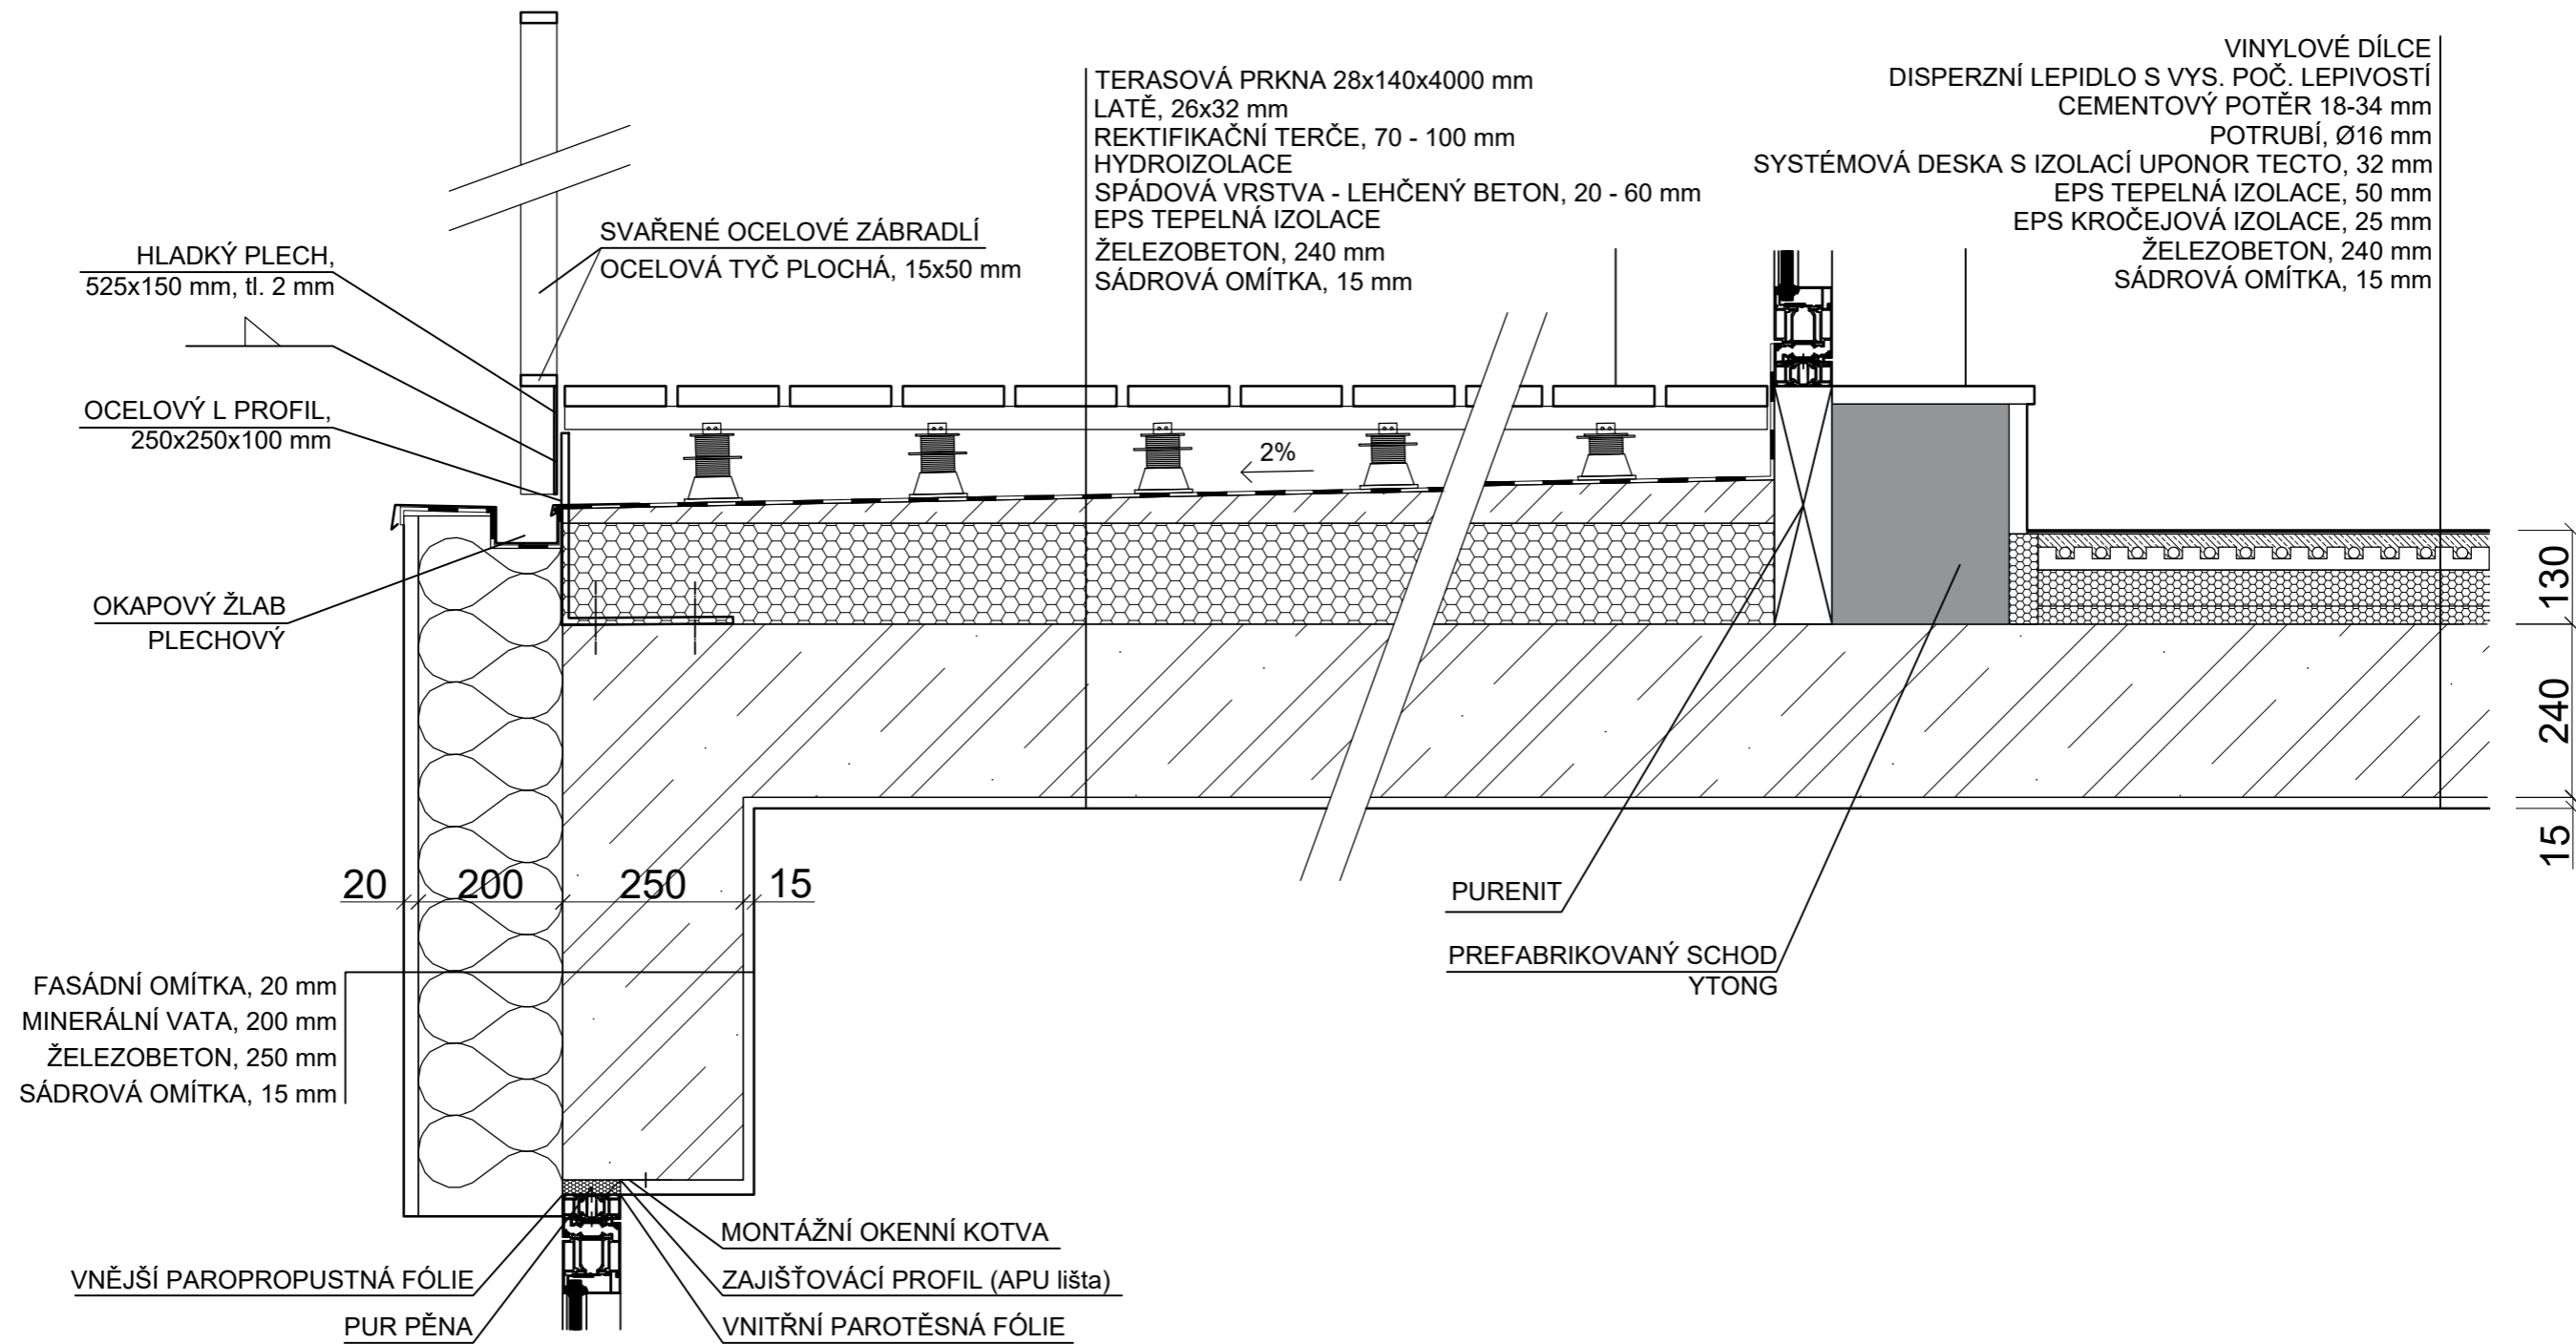 VINYLOVÉ DÍLCE
DISPERZNÍ LEPIDLO S VYS. POČ. LEPIVOSTÍ
CEMENTOVÝ POTĚR 18-34 mm
POTRUBÍ, Ø16 mm
SYSTÉMOVÁ DESKA S IZOLACÍ UPONOR TECTO, 32 mm
EPS TEPELNÁ IZOLACE, 50 mm
EPS KROČEJOVÁ IZOLACE, 25 mm
ŽELEZOBETON, 240 mm
SÁDROVÁ OMÍTKA, 15 mm
TERASOVÁ PRKNA 28x140x4000 mm
LATĚ, 26x32 mm
REKTIFIKAČNÍ TERČE, 70 - 100 mm
HYDROIZOLACE
SPÁDOVÁ VRSTVA - LEHČENÝ BETON, 20 - 60 mm
EPS TEPELNÁ IZOLACE
ŽELEZOBETON, 240 mm
SÁDROVÁ OMÍTKA, 15 mm
SVAŘENÉ OCELOVÉ ZÁBRADLÍ
OCELOVÁ TYČ PLOCHÁ, 15x50 mm
HLADKÝ PLECH,
525x150 mm, tl. 2 mm
OCELOVÝ L PROFIL,
250x250x100 mm
2%
OKAPOVÝ ŽLAB
PLECHOVÝ
130
240
15
20
200
250
15
PURENIT
PREFABRIKOVANÝ SCHOD
YTONG
FASÁDNÍ OMÍTKA, 20 mm
MINERÁLNÍ VATA, 200 mm
ŽELEZOBETON, 250 mm
SÁDROVÁ OMÍTKA, 15 mm
MONTÁŽNÍ OKENNÍ KOTVA
VNĚJŠÍ PAROPROPUSTNÁ FÓLIE
ZAJIŠŤOVÁCÍ PROFIL (APU lišta)
PUR PĚNA
VNITŘNÍ PAROTĚSNÁ FÓLIE